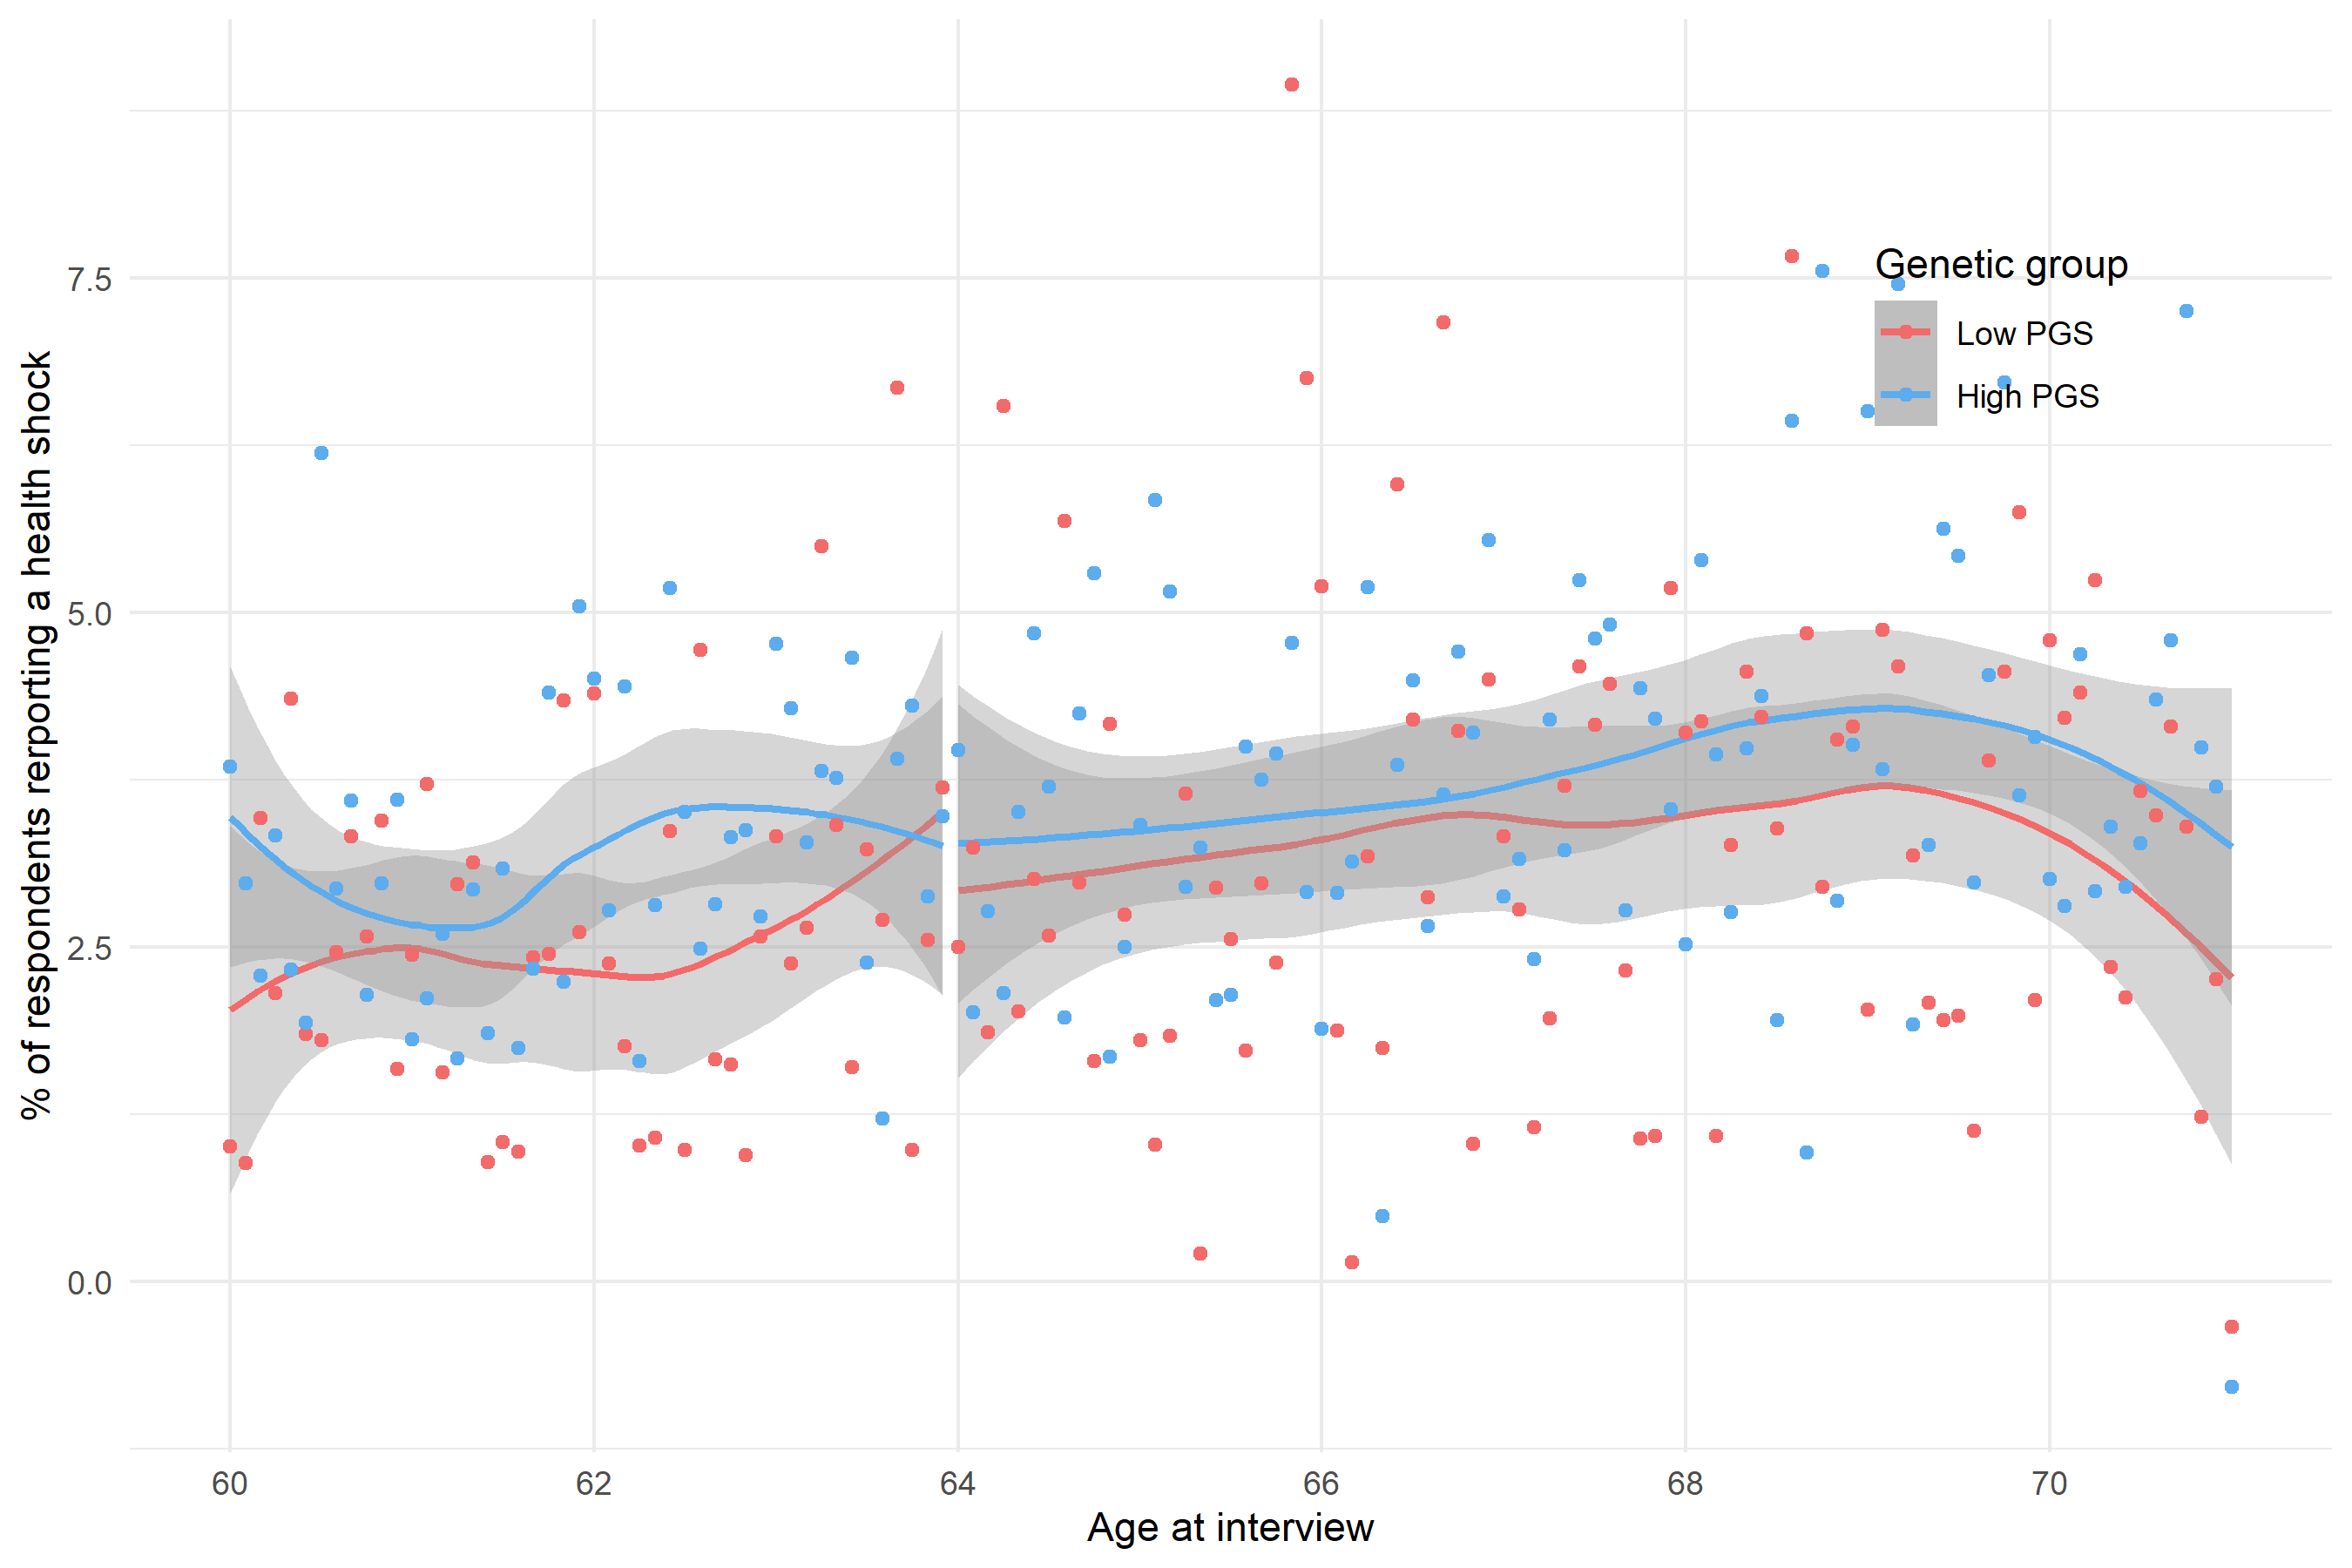 % of respondents rerporting a health shock
7.5
5.0
2.5
0.0
Genetic group
Low PGS
High PGS
60 62 64 66 68 70
Age at interview